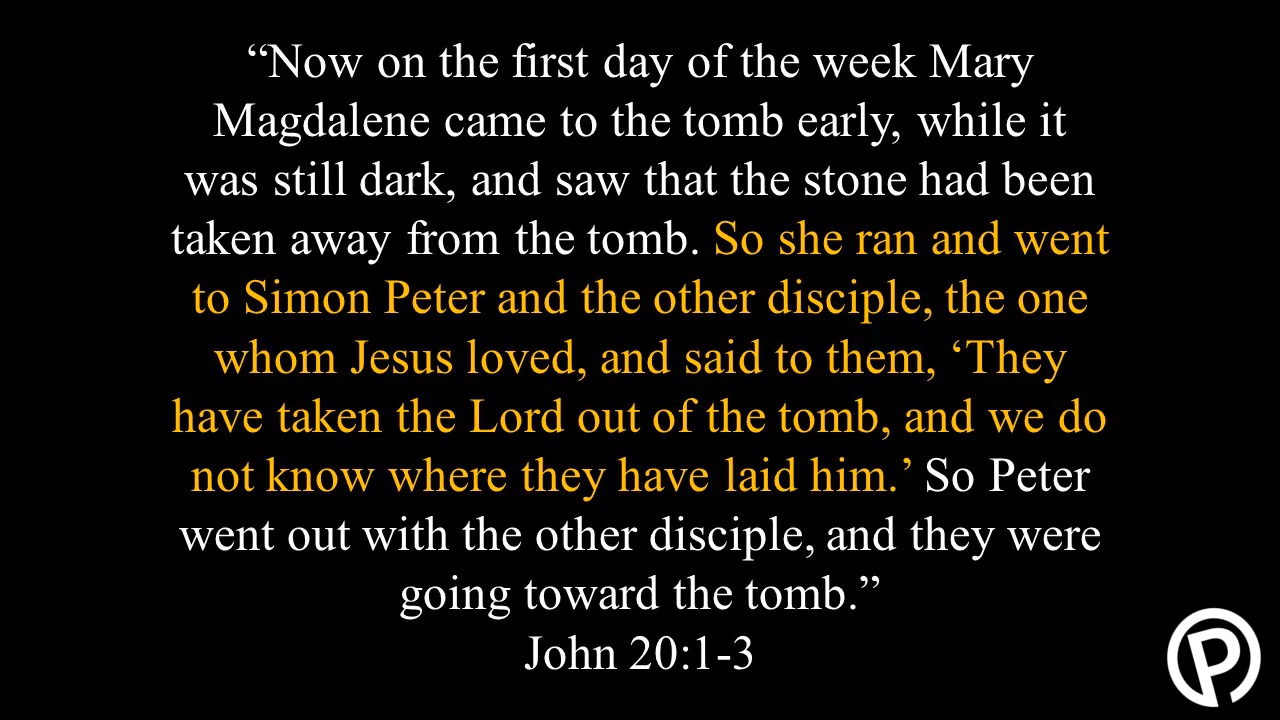 “Now on the first day of the week Mary
Magdalene came to the tomb early, while it
was still dark, and saw that the stone had been
taken away from the tomb. So she ran and went
to Simon Peter and the other disciple, the one
whom Jesus loved, and said to them, ‘They
have taken the Lord out of the tomb, and we do
not know where they have laid him.’ So Peter
went out with the other disciple, and they were
going toward the tomb.”
John 20:1-3
P